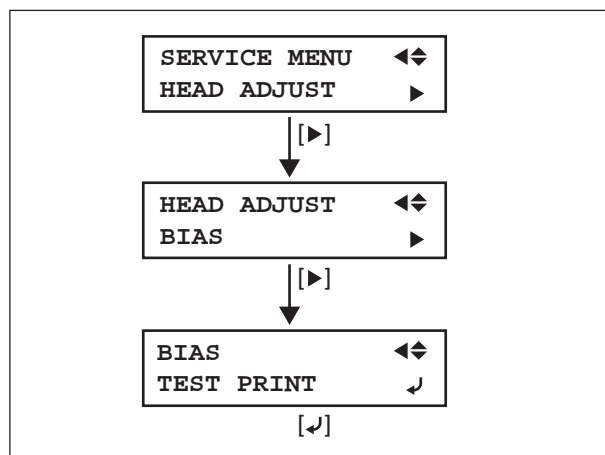 SERVICE MENU ◀◆
HEAD ADJUST ▶
[▶]
HEAD ADJUST ◀◆
BIAS ▶
[▶]
BIAS ◀◆
TEST PRINT ↵
[↵]